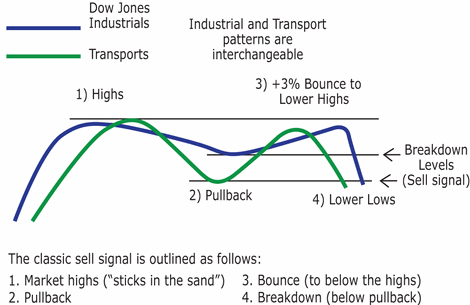 Dow Jones
Industrials
Transports
Industrial and Transport
patterns are
interchangeable
1) Highs
3) +3% Bounce to
Lower Highs
Breakdown
Levels
(Sell signal)
2) Pullback
4) Lower Lows
The classic sell signal is outlined as follows:
1. Market highs (“sticks in the sand”)
2. Pullback
3. Bounce (to below the highs)
4. Breakdown (below pullback)